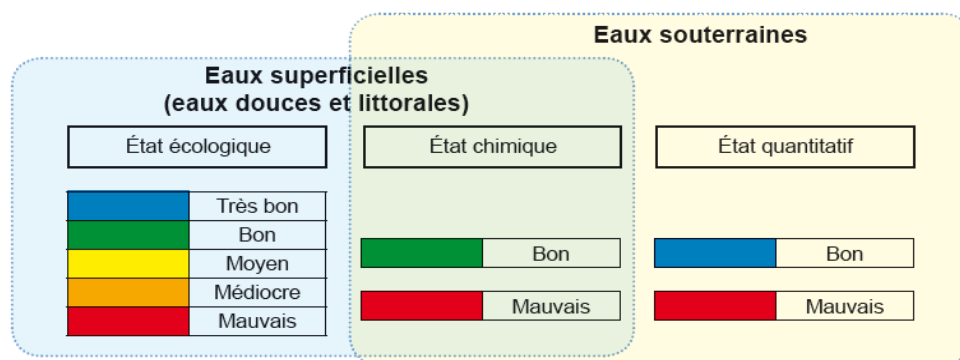 Eaux souterraines
Eaux superficielles
(eaux douces et littorales)
État écologique
État chimique
État quantitatif
Très bon
Bon
Moyen
Médiocre
Mauvais
Bon
Mauvais
Bon
Mauvais